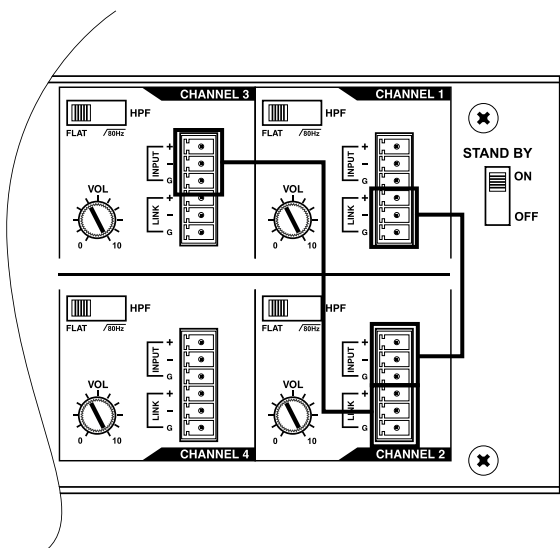 CHANNEL 3
HPF
FLAT /80Hz
INPUT
+
−
G
LINK
+
−
G
VOL
0 10
CHANNEL 1
HPF
FLAT /80Hz
INPUT
+
−
G
LINK
+
−
G
VOL
0 10
STAND BY
ON
OFF
HPF
FLAT /80Hz
INPUT
+
−
G
LINK
+
−
G
VOL
0 10
CHANNEL 4
HPF
FLAT /80Hz
INPUT
+
−
G
LINK
+
−
G
VOL
0 10
CHANNEL 2